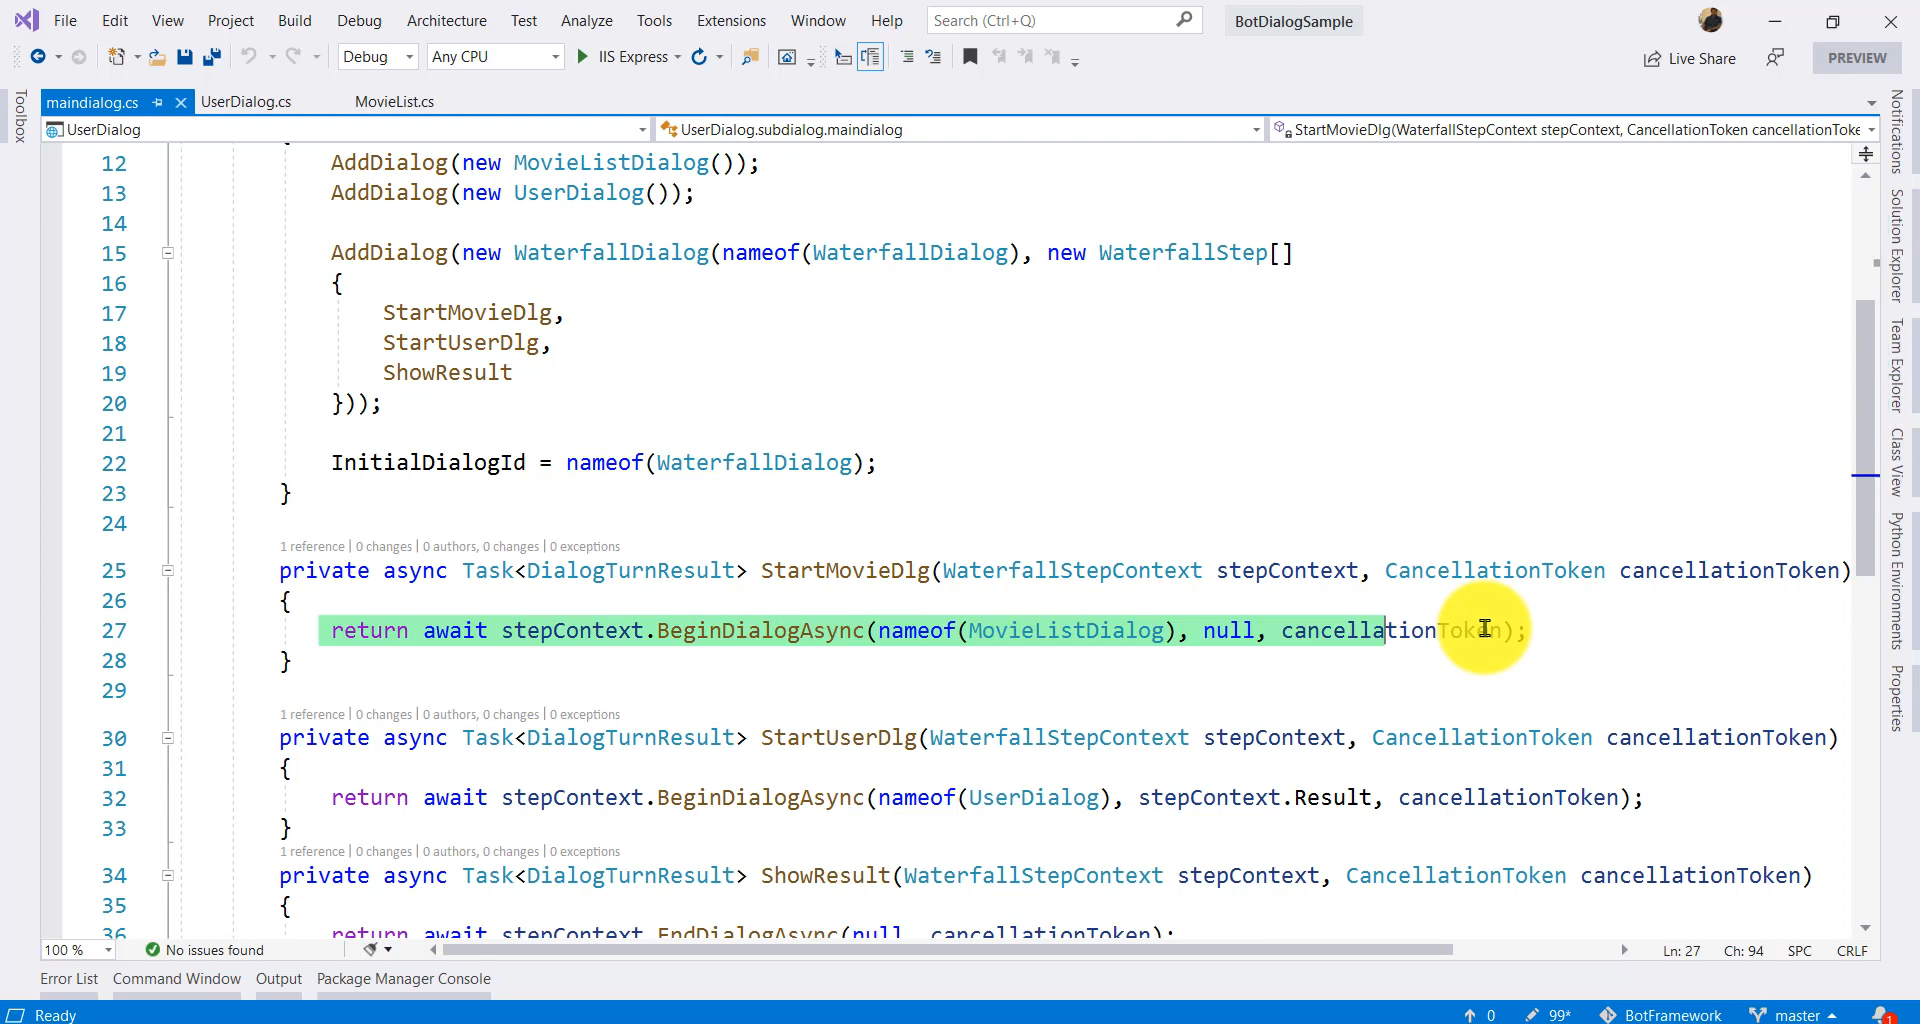 File Edit View Project Build Debug Architecture Test Analyze Tools Extensions Window Help Search (Ctrl+Q) BotDialogSample
Debug Any CPU IIS Express Live Share PREVIEW
maindialog.cs UserDialog.cs MovieList.cs
UserDialog UserDialog.subdialog.maindialog StartMovieDlg(WaterfallStepContext stepContext, CancellationToken cancellationToke
Toolbox
Notifications
Solution Explorer
Team Explorer
Class View
Python Environments
Properties
12 AddDialog(new MovieListDialog());
13 AddDialog(new UserDialog());
14
15 AddDialog(new WaterfallDialog(nameof(WaterfallDialog), new WaterfallStep[]
16 {
17 StartMovieDlg,
18 StartUserDlg,
19 ShowResult
20 }));
21
22 InitialDialogId = nameof(WaterfallDialog);
23 }
24
1 reference | 0 changes | 0 authors, 0 changes | 0 exceptions
25 private async Task<DialogTurnResult> StartMovieDlg(WaterfallStepContext stepContext, CancellationToken cancellationToken)
26 {
27 return await stepContext.BeginDialogAsync(nameof(MovieListDialog), null, cancellationToken);
28 }
29
1 reference | 0 changes | 0 authors, 0 changes | 0 exceptions
30 private async Task<DialogTurnResult> StartUserDlg(WaterfallStepContext stepContext, CancellationToken cancellationToken)
31 {
32 return await stepContext.BeginDialogAsync(nameof(UserDialog), stepContext.Result, cancellationToken);
33 }
1 reference | 0 changes | 0 authors, 0 changes | 0 exceptions
34 private async Task<DialogTurnResult> ShowResult(WaterfallStepContext stepContext, CancellationToken cancellationToken)
35 {
36 return await stepContext.EndDialogAsync(null, cancellationToken);
100 % No issues found Ln: 27 Ch: 94 SPC CRLF
Error List Command Window Output Package Manager Console
Ready 0 99* BotFramework master 1